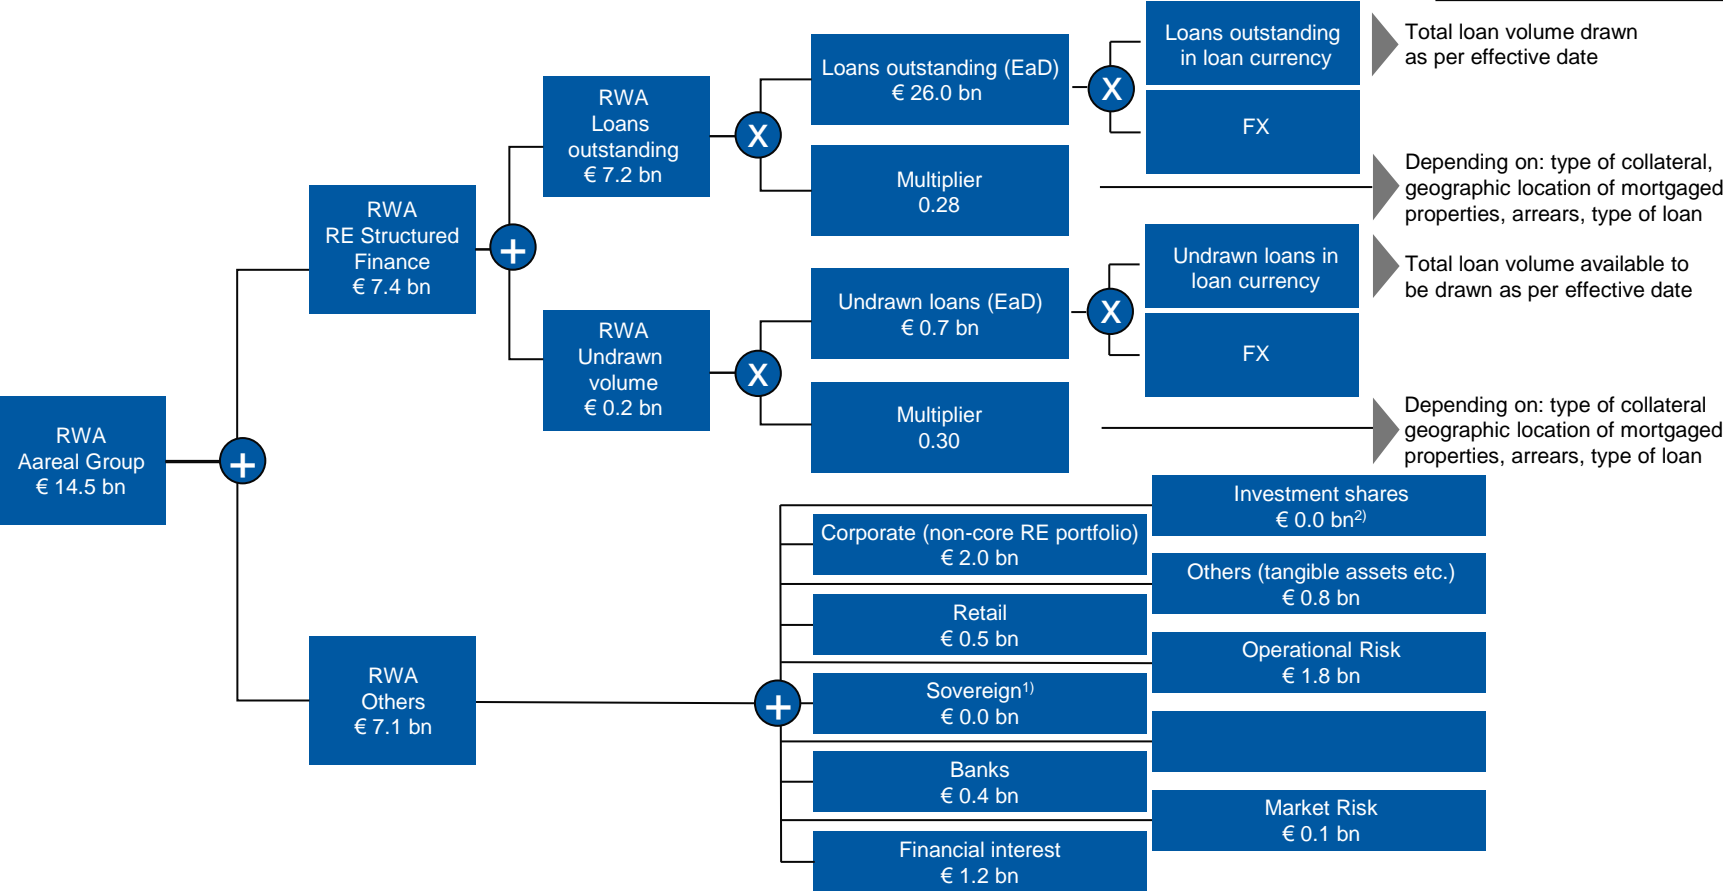 RWA
Aareal Group
€ 14.5 bn
+
RWA
RE Structured
Finance
€ 7.4 bn
+
RWA
Loans
outstanding
€ 7.2 bn
X
Loans outstanding (EaD)
€ 26.0 bn
X
Loans outstanding
in loan currency
Total loan volume drawn
as per effective date
FX
Multiplier
0.28
Depending on: type of collateral,
geographic location of mortgaged
properties, arrears, type of loan
RWA
Undrawn
volume
€ 0.2 bn
X
Undrawn loans (EaD)
€ 0.7 bn
X
Undrawn loans in
loan currency
Total loan volume available to
be drawn as per effective date
FX
Multiplier
0.30
Depending on: type of collateral
geographic location of mortgaged
properties, arrears, type of loan
RWA
Others
€ 7.1 bn
+
Investment shares
€ 0.0 bn2)
Corporate (non-core RE portfolio)
€ 2.0 bn
Others (tangible assets etc.)
€ 0.8 bn
Retail
€ 0.5 bn
Operational Risk
€ 1.8 bn
Sovereign1)
€ 0.0 bn
Banks
€ 0.4 bn
Market Risk
€ 0.1 bn
Financial interest
€ 1.2 bn